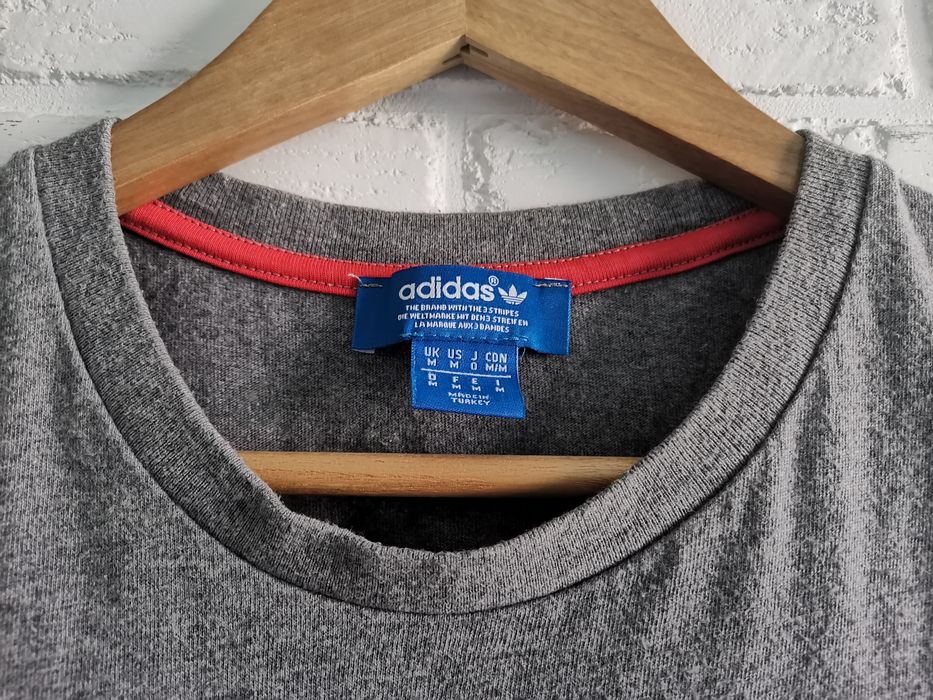 adidas®
THE BRAND WITH THE 3 STRIPES
DIE WELTMARKE MIT DEN 3 STREIFEN
LA MARQUE AUX 3 BANDES
UK US J CDN
M M O M/M
D F E I
M M M M
MADE IN
TURKEY